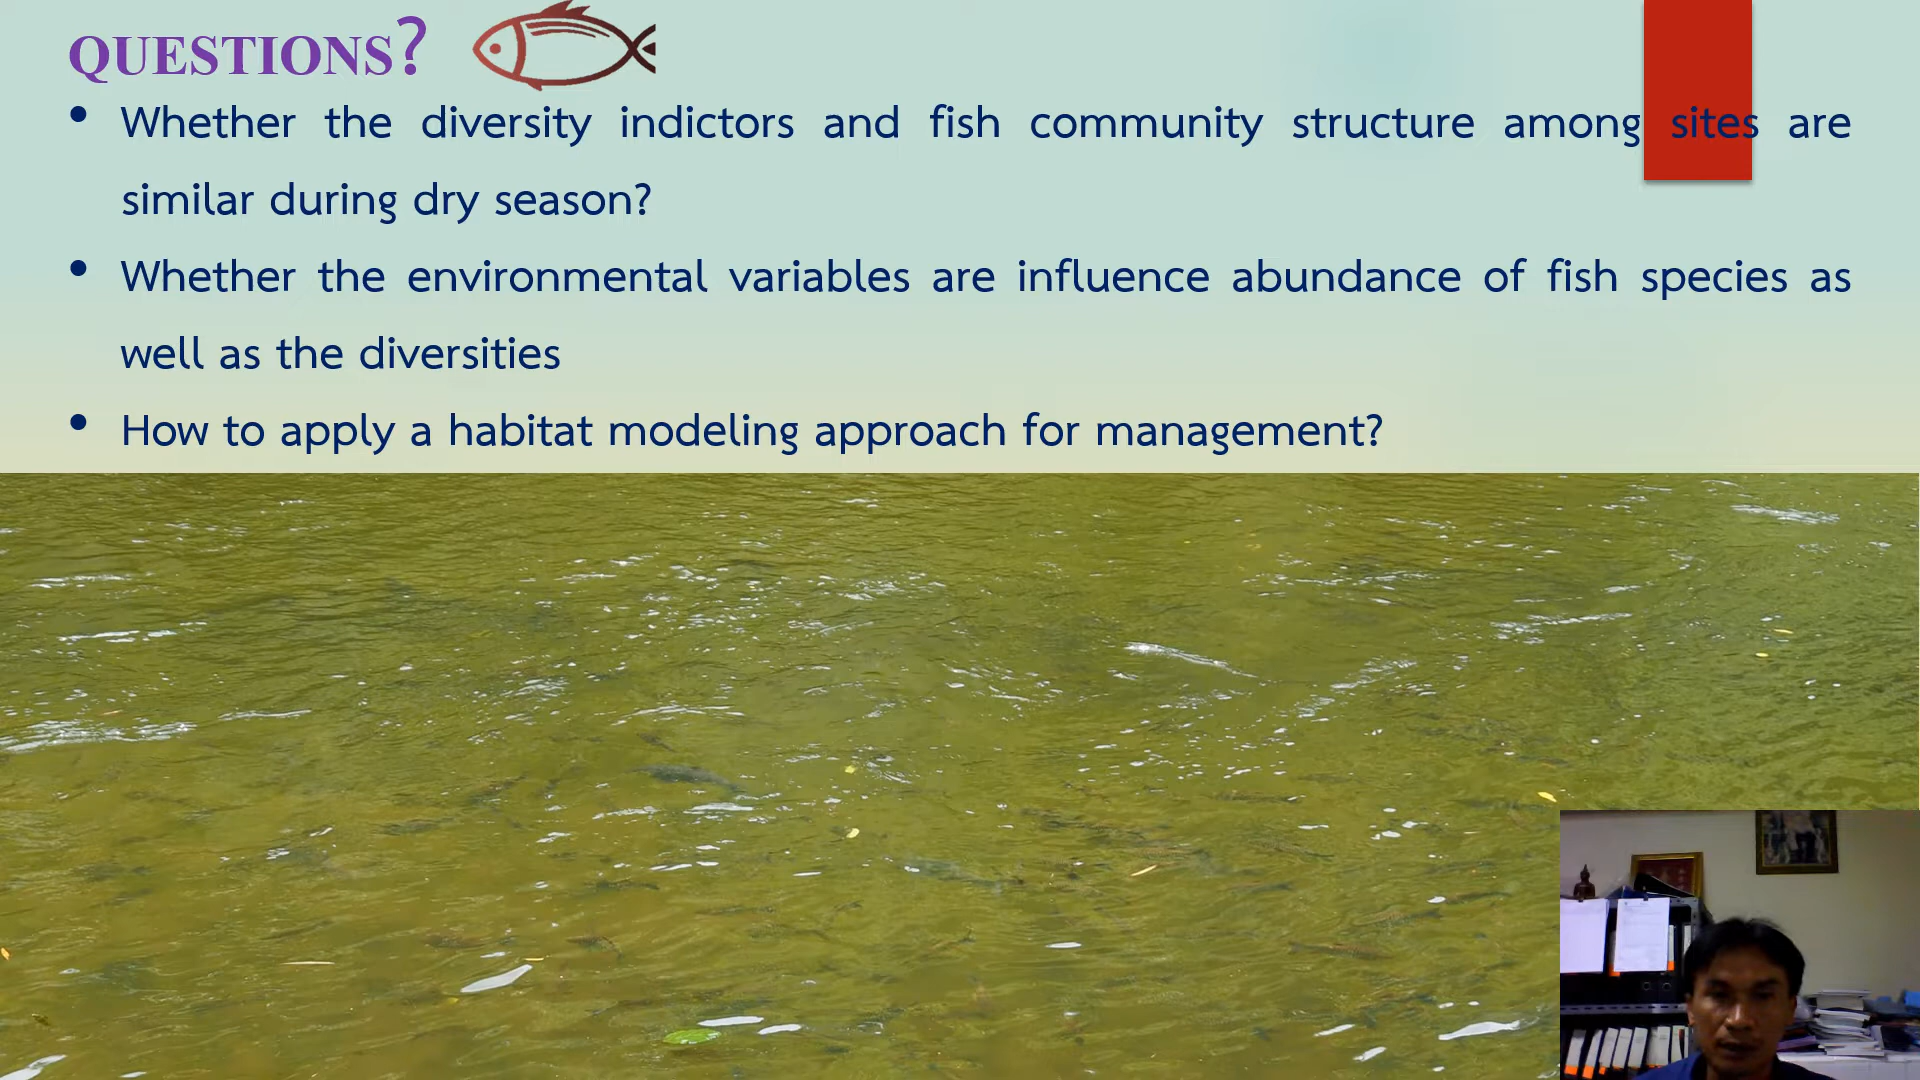 QUESTIONS?
• Whether the diversity indictors and fish community structure among sites are
similar during dry season?
• Whether the environmental variables are influence abundance of fish species as
well as the diversities
• How to apply a habitat modeling approach for management?